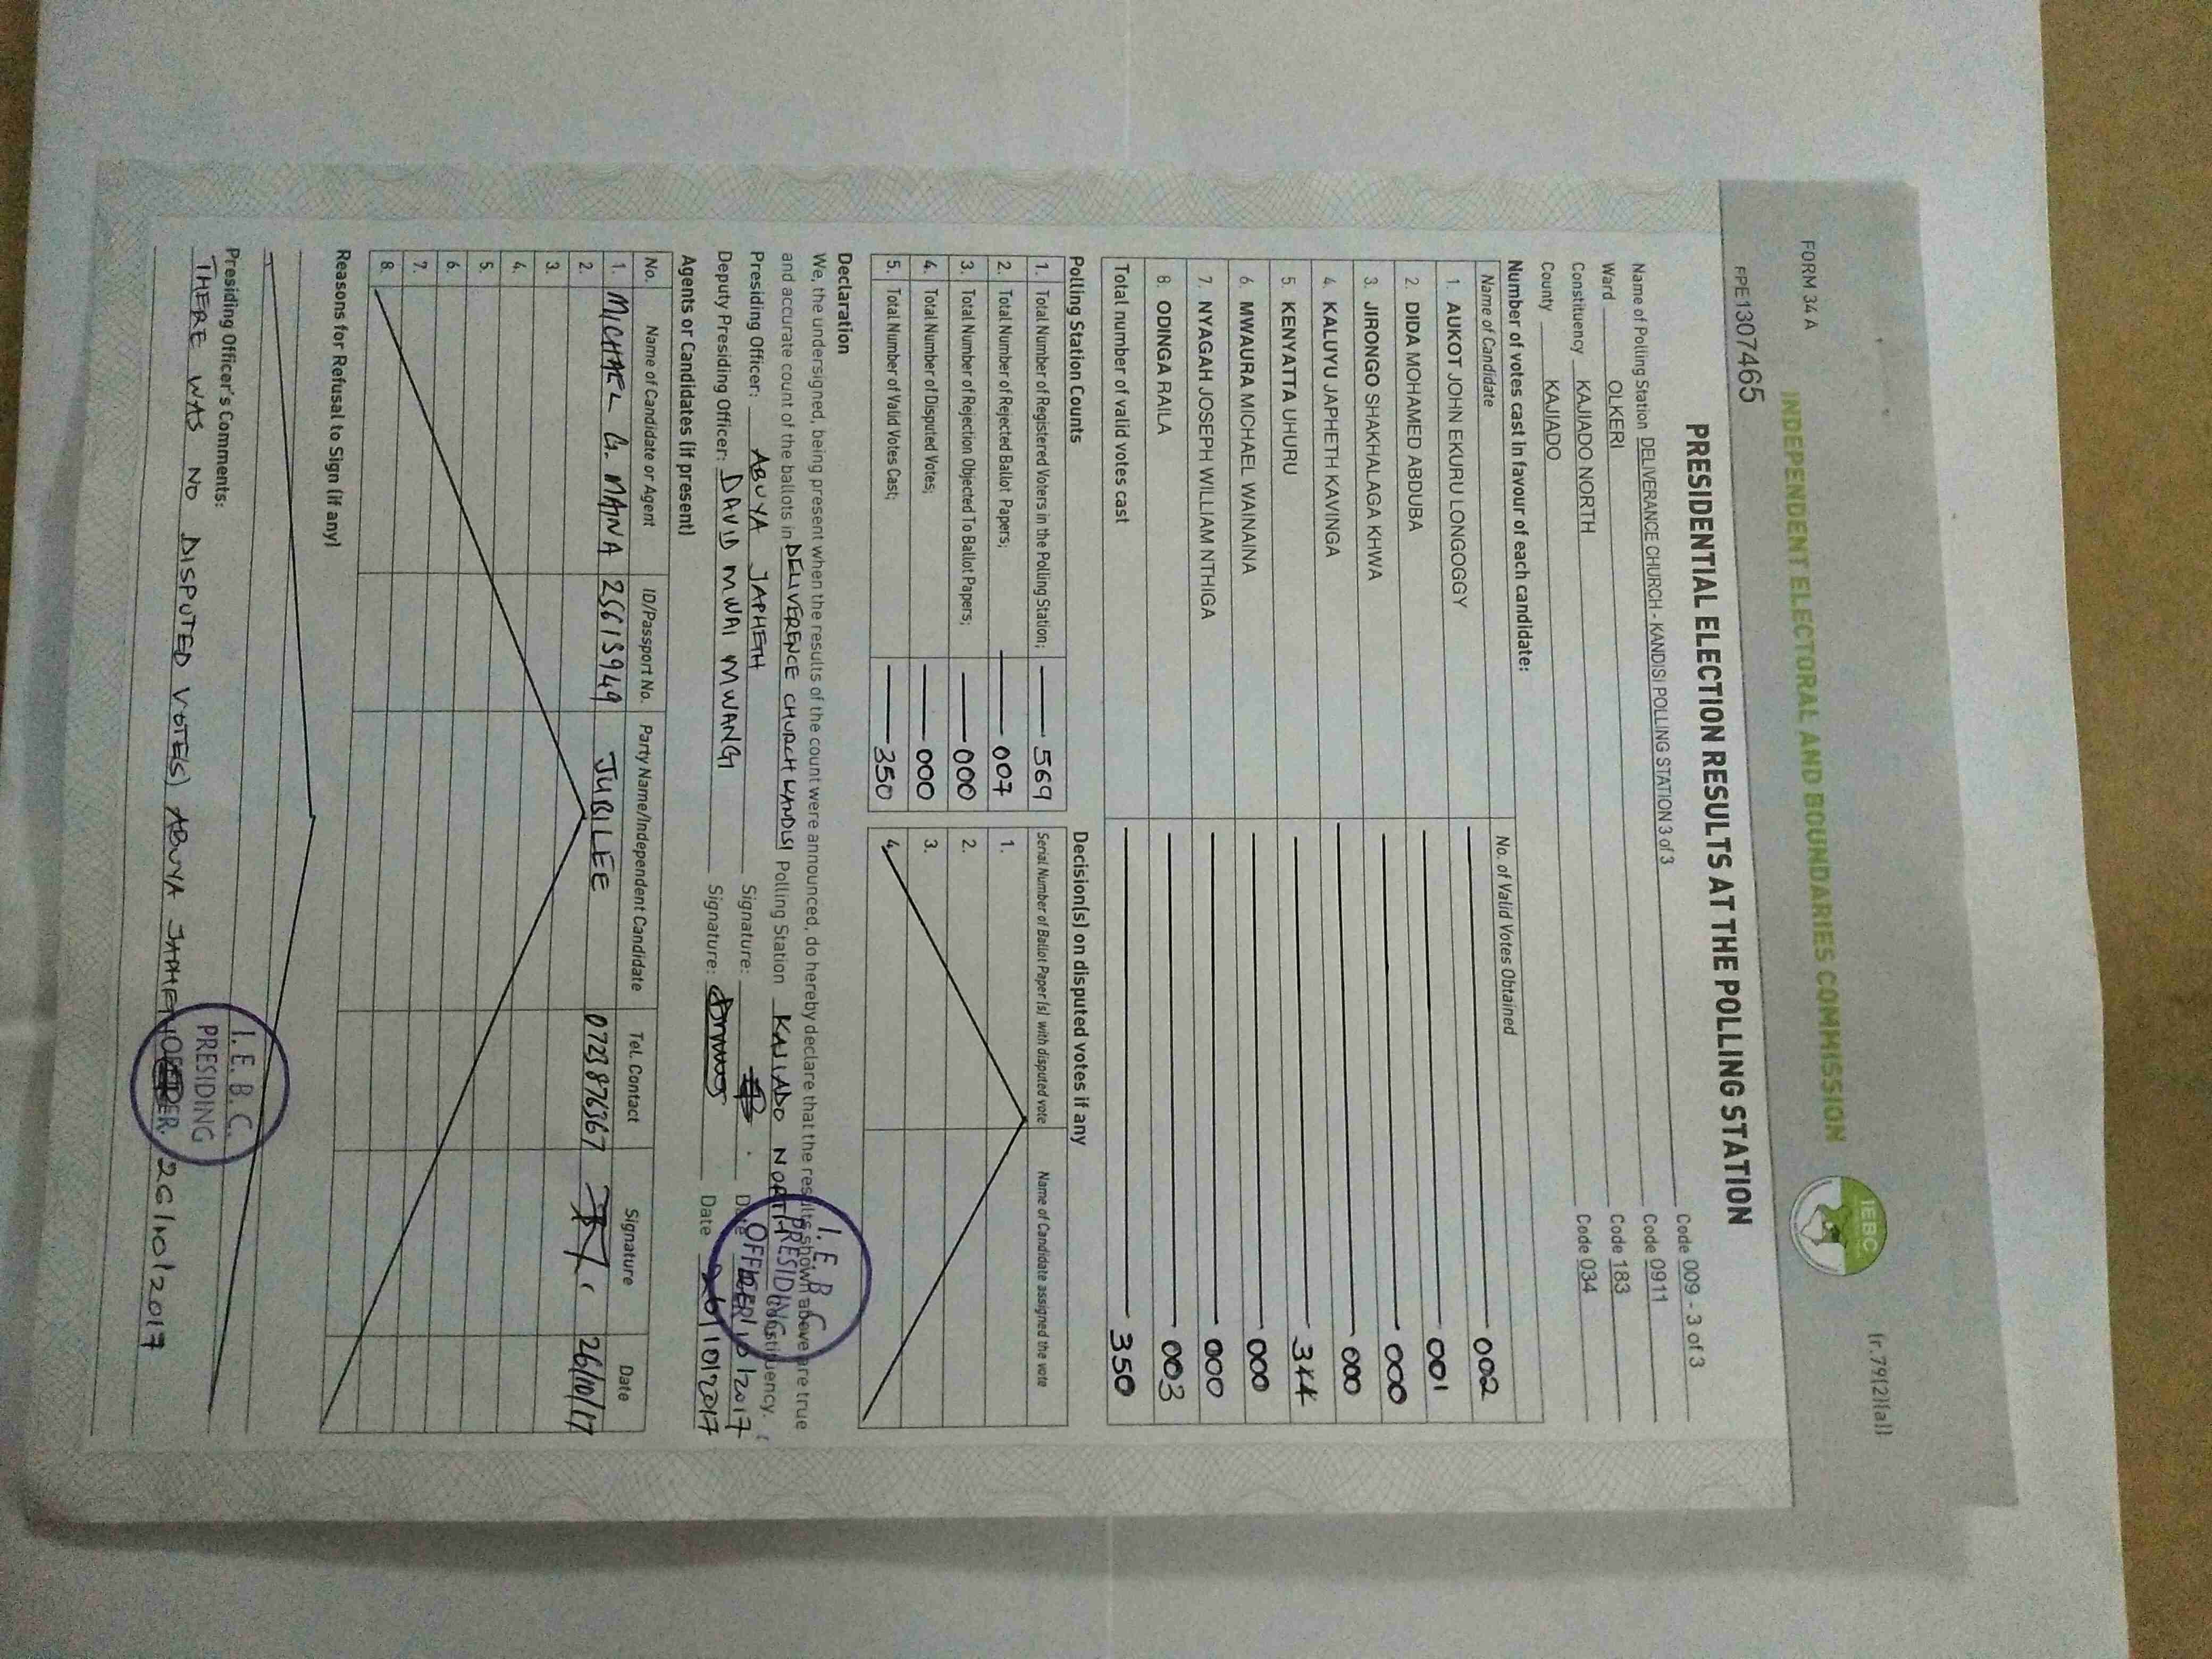 FORM 34 A
(r.79(2)(a))
INDEPENDENT ELECTORAL AND BOUNDARIES COMMISSION
IEBC
FPE1307465
PRESIDENTIAL ELECTION RESULTS AT THE POLLING STATION
Name of Polling Station DELIVERANCE CHURCH - KANDISI POLLING STATION 3 of 3 Code 009 - 3 of 3
Ward OLKERI Code 0911
Constituency KAJIADO NORTH Code 183
County KAJIADO Code 034
Number of votes cast in favour of each candidate:
Name of Candidate No. of Valid Votes Obtained
1. AUKOT JOHN EKURU LONGOGGY 002
2. DIDA MOHAMED ABDUBA 001
3. JIRONGO SHAKHALAGA KHWA 000
4. KALUYU JAPHETH KAVINGA 000
5. KENYATTA UHURU 344
6. MWAURA MICHAEL WAINAINA 000
7. NYAGAH JOSEPH WILLIAM NTHIGA 000
8. ODINGA RAILA 003
Total number of valid votes cast 350
Polling Station Counts Decision(s) on disputed votes if any
1. Total Number of Registered Voters in the Polling Station; 569 Serial Number of Ballot Paper (s) with disputed vote Name of Candidate assigned the vote
2. Total Number of Rejected Ballot Papers; 007 1.
3. Total Number of Rejection Objected To Ballot Papers; 000 2.
4. Total Number of Disputed Votes; 000 3.
5. Total Number of Valid Votes Cast; 350 4.
Declaration
We, the undersigned, being present when the results of the count were announced, do hereby declare that the results shown above are true
and accurate count of the ballots in DELIVERENCE CHURCH KANDISI Polling Station KAJIADO NORTH Constituency.
Presiding Officer: ABUYA JAPHETH Signature: Date /10/2017
Deputy Presiding Officer: DAVID MWAI MWANGI Signature: Date 26/10/2017
I. E. B. C.
PRESIDING
OFFICER
Agents or Candidates (if present)
No. Name of Candidate or Agent ID/Passport No. Party Name/Independent Candidate Tel. Contact Signature Date
1. MICHAEL G. MAINA 25613949 JUBILEE 0723876367 26/10/17
2.
3.
4.
5.
6.
7.
8.
Reasons for Refusal to Sign (if any)
Presiding Officer's Comments:
THERE WAS NO DISPUTED VOTE(S) ABUYA JAPHETH 26/10/2017
I. E. B. C.
PRESIDING
OFFICER.